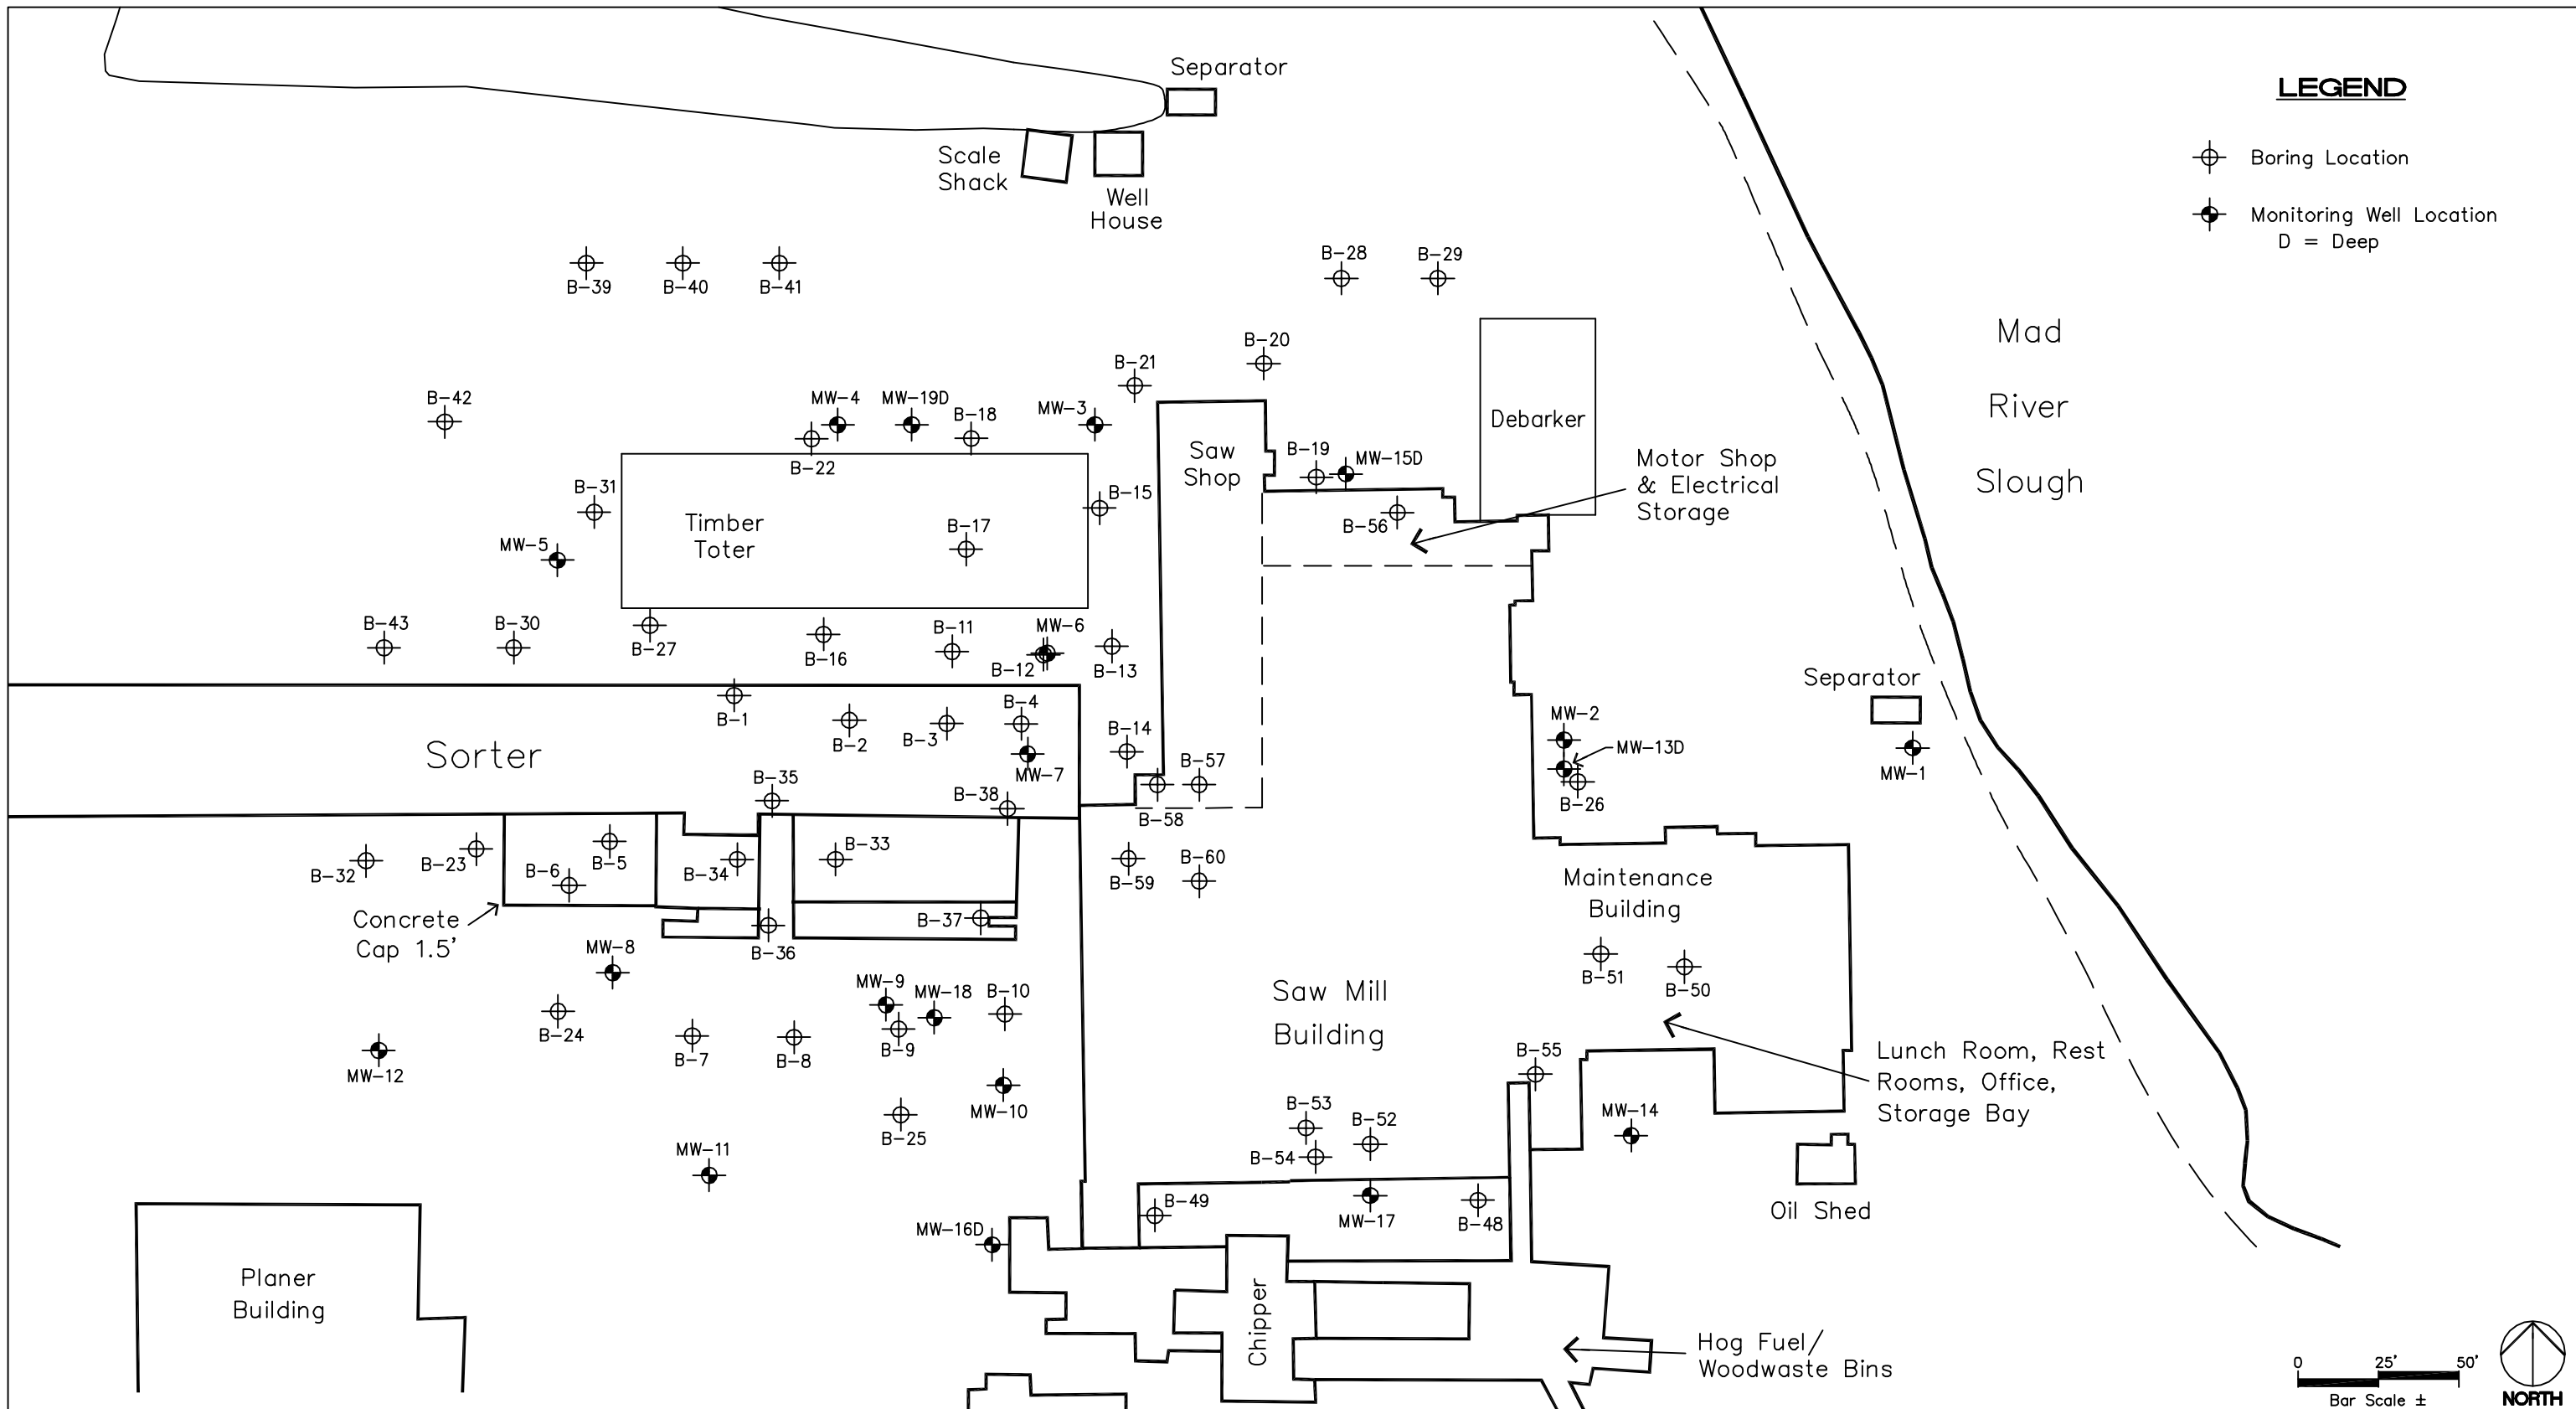 Separator
LEGEND
Scale
Shack
Well
House
Boring Location
Monitoring Well Location
D = Deep
B-39
B-40
B-41
B-28
B-29
Mad
River
Slough
B-20
B-21
B-42
MW-4
MW-19D
B-18
MW-3
B-22
Debarker
Saw
Shop
B-19
MW-15D
Motor Shop
& Electrical
Storage
B-31
B-15
B-56
Timber
Toter
B-17
MW-5
B-43
B-30
B-27
B-16
B-11
MW-6
B-12
B-13
Separator
B-1
B-2
B-3
B-4
MW-7
B-14
MW-2
MW-13D
B-26
MW-1
Sorter
B-35
B-38
B-57
B-58
B-32
B-23
B-6
B-5
B-34
B-33
B-59
B-60
Concrete
Cap 1.5'
B-37
B-36
Maintenance
Building
B-51
B-50
MW-8
B-24
MW-12
B-7
B-8
MW-9
MW-18
B-9
B-10
Saw Mill
Building
MW-10
B-25
MW-11
B-55
Lunch Room, Rest
Rooms, Office,
Storage Bay
B-53
B-52
B-54
MW-14
B-49
MW-17
B-48
Oil Shed
MW-16D
Planer
Building
Chipper
Hog Fuel/
Woodwaste Bins
0 25' 50'
Bar Scale ±
NORTH